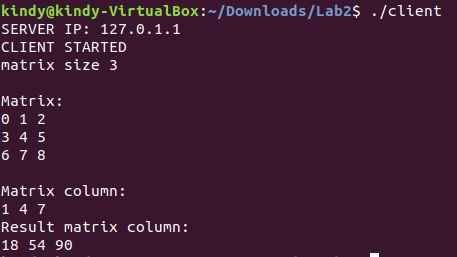 kindy@kindy-VirtualBox:~/Downloads/Lab2$ ./client
SERVER IP: 127.0.1.1
CLIENT STARTED
matrix size 3
Matrix:
0 1 2
3 4 5
6 7 8
Matrix column:
1 4 7
Result matrix column:
18 54 90